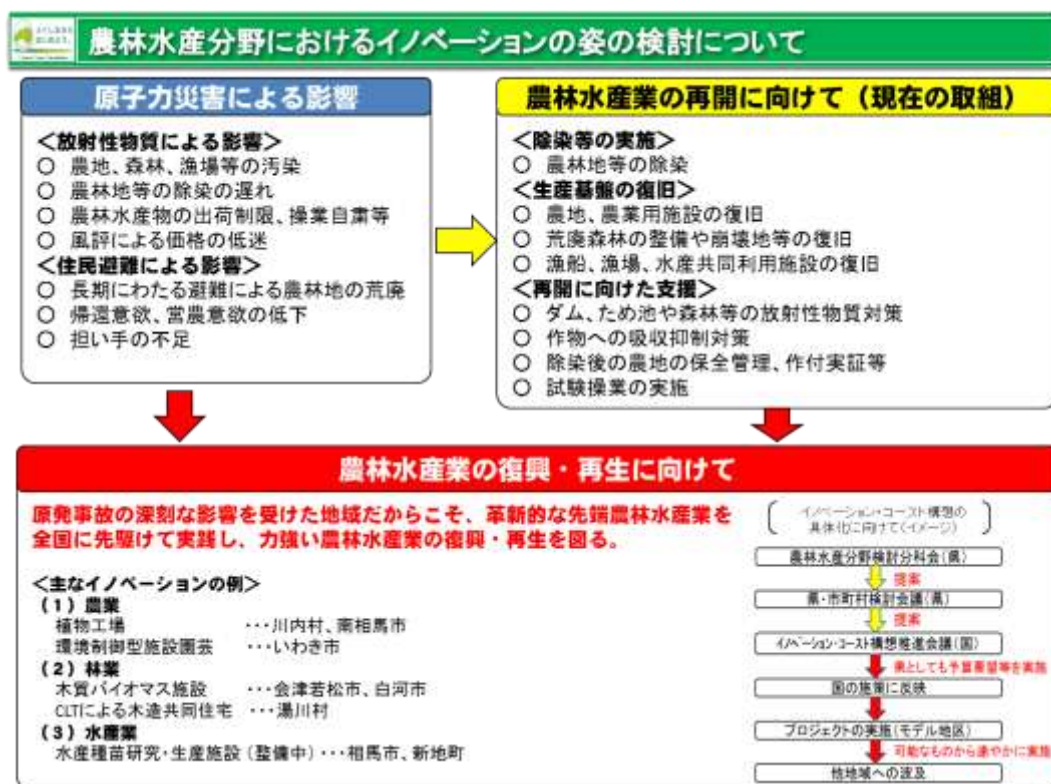 農林水産分野におけるイノベーションの姿の検討について
原子力災害による影響
＜放射性物質による影響＞
○ 農地、森林、漁場等の汚染
○ 農林地等の除染の遅れ
○ 農林水産物の出荷制限、操業自粛等
○ 風評による価格の低迷
＜住民避難による影響＞
○ 長期にわたる避難による農林地の荒廃
○ 帰還意欲、営農意欲の低下
○ 担い手の不足
農林水産業の再開に向けて（現在の取組）
＜除染等の実施＞
○ 農林地等の除染
＜生産基盤の復旧＞
○ 農地、農業用施設の復旧
○ 荒廃森林の整備や崩壊地等の復旧
○ 漁船、漁場、水産共同利用施設の復旧
＜再開に向けた支援＞
○ ダム、ため池や森林等の放射性物質対策
○ 作物への吸収抑制対策
○ 除染後の農地の保全管理、作付実証等
○ 試験操業の実施
農林水産業の復興・再生に向けて
原発事故の深刻な影響を受けた地域だからこそ、革新的な先端農林水産業を
全国に先駆けて実践し、力強い農林水産業の復興・再生を図る。
＜主なイノベーションの例＞
（１）農業
植物工場 ･･･川内村、南相馬市
環境制御型施設園芸 ･･･いわき市
（２）林業
木質バイオマス施設 ･･･会津若松市、白河市
CLTによる木造共同住宅 ･･･湯川村
（３）水産業
水産種苗研究・生産施設（整備中）･･･相馬市、新地町
イノベーション・コースト構想の
具体化に向けて（イメージ）
農林水産分野検討分科会（県）
提案
県・市町村検討会議（県）
提案
イノベーション・コースト構想推進会議（国）
県としても予算要望等を実施
国の施策に反映
プロジェクトの実施（モデル地区）
可能なものから速やかに実施
他地域への波及